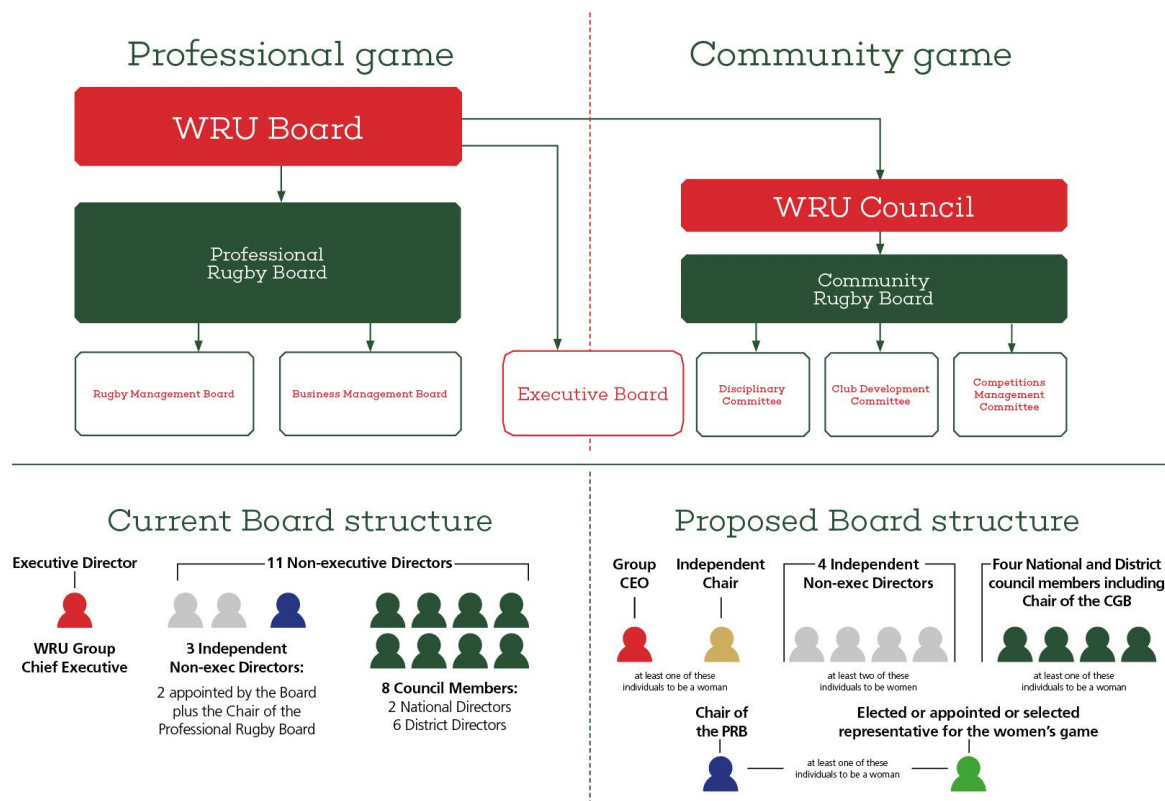 Professional game
Community game
WRU Board
WRU Council
Professional
Rugby Board
Community
Rugby Board
Rugby Management Board
Business Management Board
Executive Board
Disciplinary
Committee
Club Development
Committee
Competitions
Management
Committee
Current Board structure
Executive Director
WRU Group
Chief Executive
11 Non-executive Directors
3 Independent
Non-exec Directors:
2 appointed by the Board
plus the Chair of the
Professional Rugby Board
8 Council Members:
2 National Directors
6 District Directors
Proposed Board structure
Group
CEO
Independent
Chair
at least one of these
individuals to be a woman
4 Independent
Non-exec Directors
at least two of these
individuals to be women
Four National and District
council members including
Chair of the CGB
at least one of these
individuals to be a woman
Chair of
the PRB
at least one of these
individuals to be a woman
Elected or appointed or selected
representative for the women's game